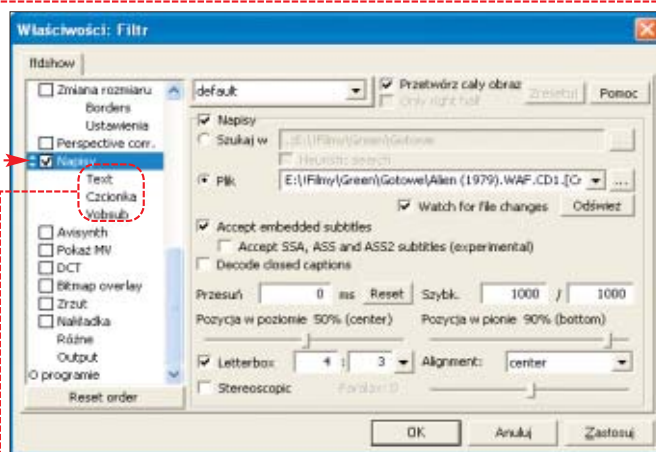 Właściwości: Filtr
ffdshow
Zmiana rozmiaru
Borders
Ustawienia
Perspective corr.
Napisy
Text
Czcionka
Vobsub
Avisynth
Pokaż MV
DCT
Bitmap overlay
Zrzut
Nakładka
Różne
Output
O programie
Reset order
default
Przetwórz cały obraz
Only right half
Zresetuj
Pomoc
Napisy
Szukaj w
Heuristic search
Plik E:\!Filmy\Green\Gotowe\Alien (1979).WAF.CD1.[Gr
...
Watch for file changes
Odśwież
Accept embedded subtitles
Accept SSA, ASS and ASS2 subtitles (experimental)
Decode closed captions
Przesuń 0 ms Reset Szybk. 1000 / 1000
Pozycja w poziomie 50% (center) Pozycja w pionie 90% (bottom)
Letterbox 4 : 3 Alignment: center
Stereoscopic
OK Anuluj Zastosuj